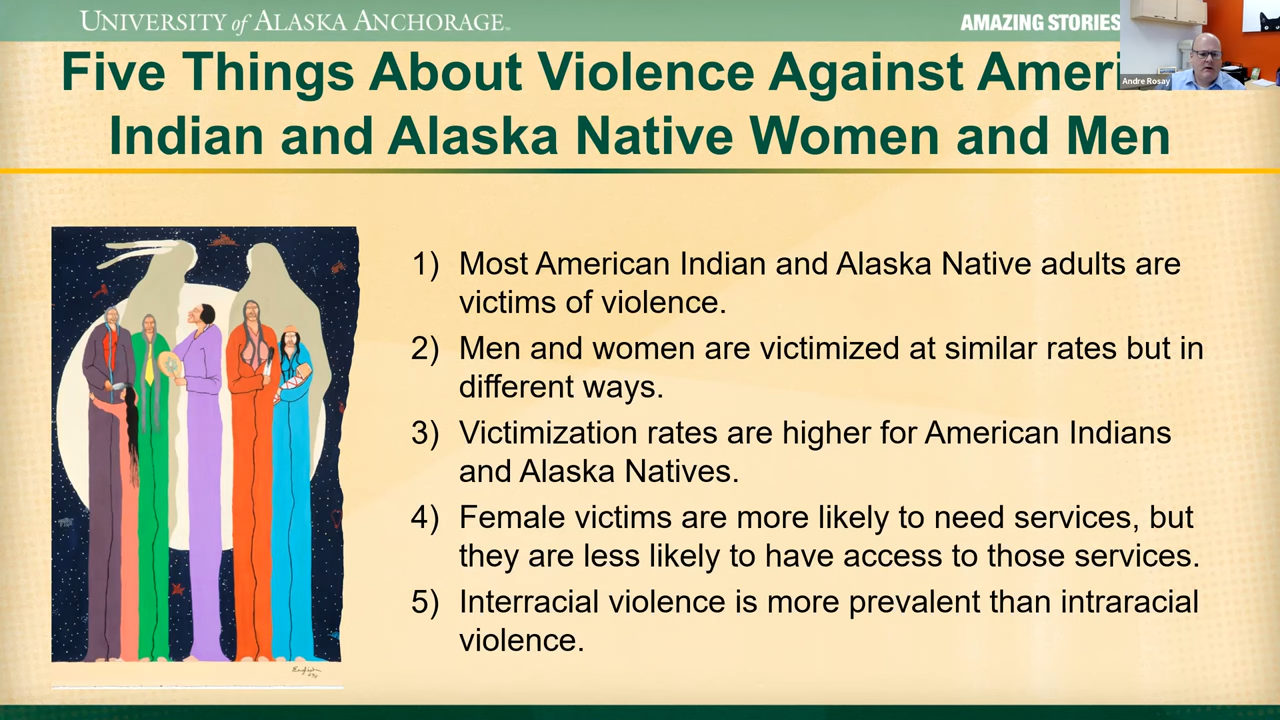 UNIVERSITY of ALASKA ANCHORAGE™
AMAZING STORIES
Andre Rosay
Five Things About Violence Against Ameri
Indian and Alaska Native Women and Men
1) Most American Indian and Alaska Native adults are
victims of violence.
2) Men and women are victimized at similar rates but in
different ways.
3) Victimization rates are higher for American Indians
and Alaska Natives.
4) Female victims are more likely to need services, but
they are less likely to have access to those services.
5) Interracial violence is more prevalent than intraracial
violence.